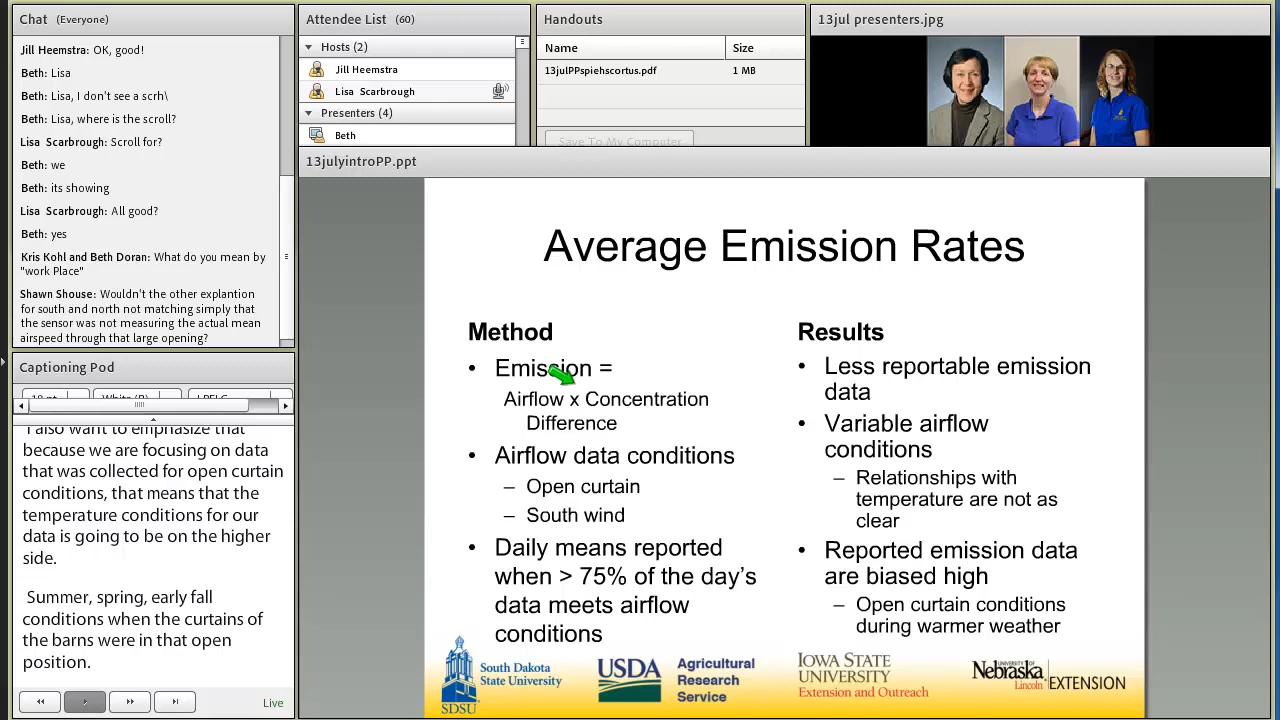 Chat (Everyone)
Jill Heemstra: OK, good!
Beth: Lisa
Beth: Lisa, I don't see a scrh\
Beth: Lisa, where is the scroll?
Lisa Scarbrough: Scroll for?
Beth: we
Beth: its showing
Lisa Scarbrough: All good?
Beth: yes
Kris Kohl and Beth Doran: What do you mean by
"work Place"
Shawn Shouse: Wouldn't the other explantion
for south and north not matching simply that
the sensor was not measuring the actual mean
airspeed through that large opening?
Captioning Pod
I also want to emphasize that
because we are focusing on data
that was collected for open curtain
conditions, that means that the
temperature conditions for our
data is going to be on the higher
side.
Summer, spring, early fall
conditions when the curtains of
the barns were in that open
position.
Live
Attendee List (60)
Hosts (2)
Jill Heemstra
Lisa Scarbrough
Presenters (4)
Beth
Handouts
Name Size
13julPPspiehscortus.pdf 1 MB
Save To My Computer
13jul presenters.jpg
13julyintroPP.ppt
Average Emission Rates
Method
• Emission =
Airflow x Concentration
Difference
• Airflow data conditions
– Open curtain
– South wind
• Daily means reported
when > 75% of the day's
data meets airflow
conditions
Results
• Less reportable emission
data
• Variable airflow
conditions
– Relationships with
temperature are not as
clear
• Reported emission data
are biased high
– Open curtain conditions
during warmer weather
SDSU
South Dakota
State University
USDA
Agricultural
Research
Service
IOWA STATE
UNIVERSITY
Extension and Outreach
UNIVERSITY OF
Nebraska
Lincoln
EXTENSION